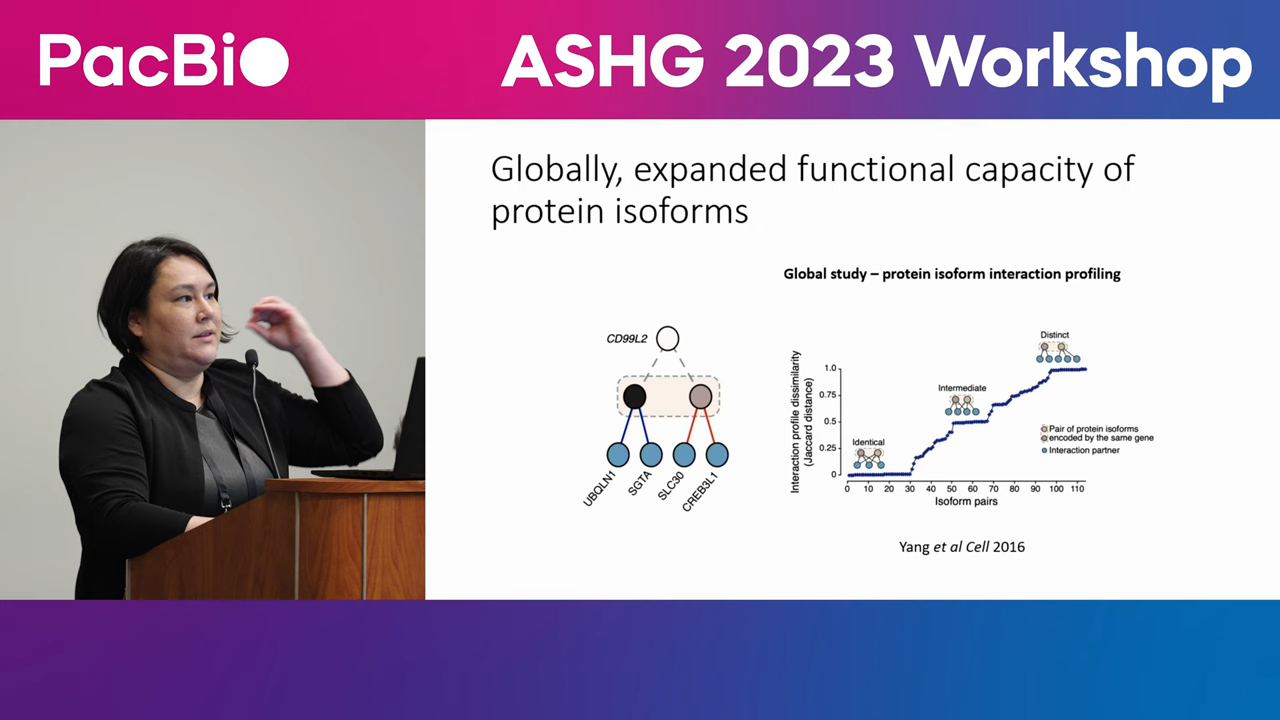 PacBio
ASHG 2023 Workshop
Globally, expanded functional capacity of
protein isoforms
Global study – protein isoform interaction profiling
CD99L2
UBQLN1
SGTA
SLC30
CREB3L1
Interaction profile dissimilarity
(Jaccard distance)
1.0
0.75
0.5
0.25
0
Identical
Intermediate
Distinct
Pair of protein isoforms
encoded by the same gene
Interaction partner
0 10 20 30 40 50 60 70 80 90 100 110
Isoform pairs
Yang et al Cell 2016